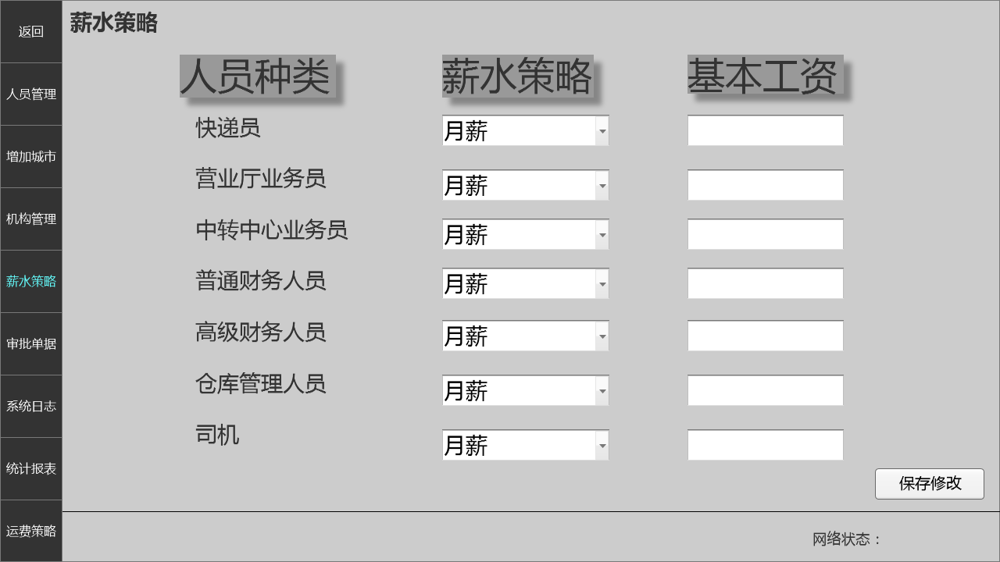 返回
人员管理
增加城市
机构管理
薪水策略
审批单据
系统日志
统计报表
运费策略
薪水策略
人员种类 薪水策略 基本工资
快递员 月薪
营业厅业务员 月薪
中转中心业务员 月薪
普通财务人员 月薪
高级财务人员 月薪
仓库管理人员 月薪
司机 月薪
保存修改
网络状态：